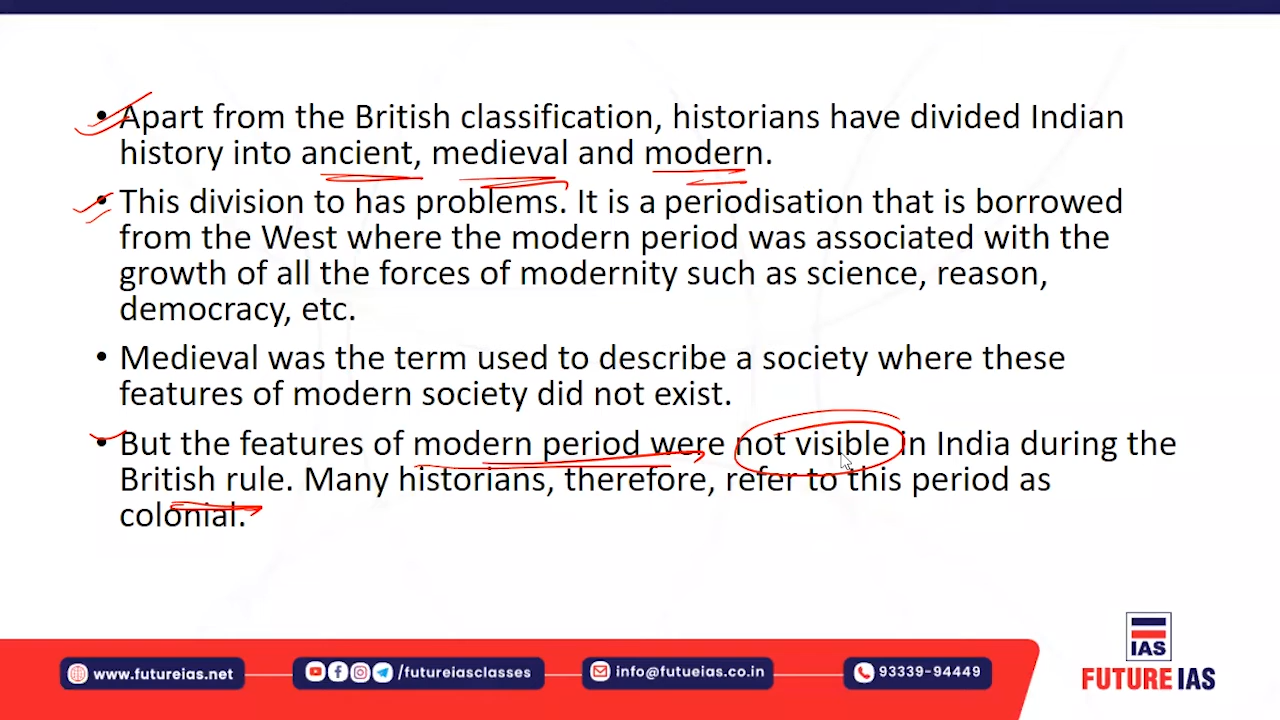 • Apart from the British classification, historians have divided Indian
history into ancient, medieval and modern.
• This division to has problems. It is a periodisation that is borrowed
from the West where the modern period was associated with the
growth of all the forces of modernity such as science, reason,
democracy, etc.
• Medieval was the term used to describe a society where these
features of modern society did not exist.
• But the features of modern period were not visible in India during the
British rule. Many historians, therefore, refer to this period as
colonial.
IAS
www.futureias.net
/futureiasclasses
info@futueias.co.in
93339-94449
FUTURE IAS